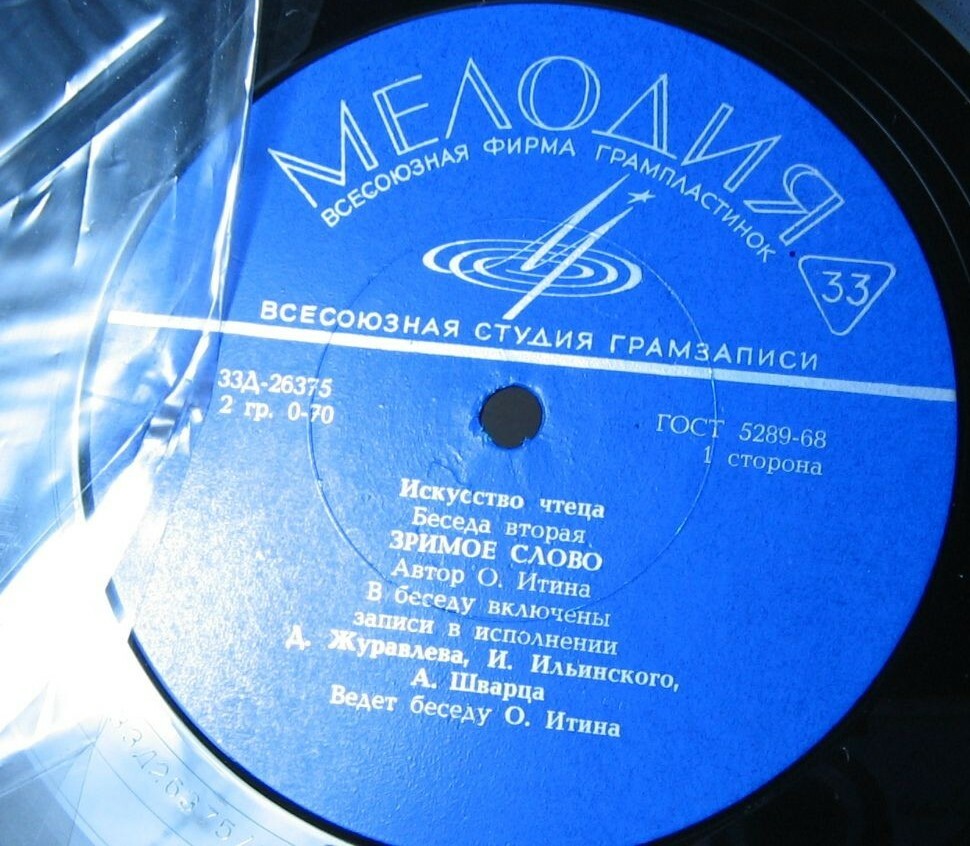 МЕЛОДИЯ
ВСЕСОЮЗНАЯ ФИРМА ГРАМПЛАСТИНОК
33
ВСЕСОЮЗНАЯ СТУДИЯ ГРАМЗАПИСИ
33Д-26375
2 гр. 0-70
ГОСТ 5289-68
1 сторона
Искусство чтеца
Беседа вторая
ЗРИМОЕ СЛОВО
Автор О. Итина
В беседу включены
записи в исполнении
Д. Журавлева, И. Ильинского,
А. Шварца
Ведет беседу О. Итина
33Д26375/